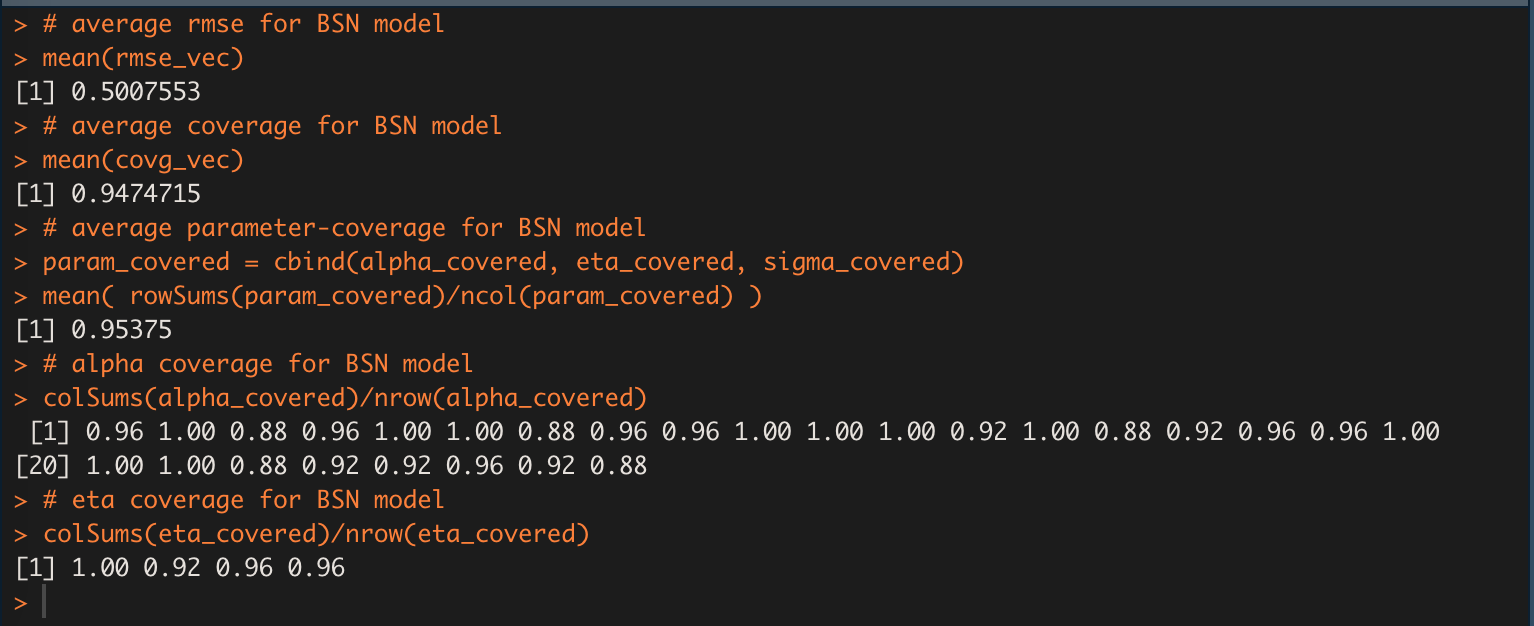 > # average rmse for BSN model
> mean(rmse_vec)
[1] 0.5007553
> # average coverage for BSN model
> mean(covg_vec)
[1] 0.9474715
> # average parameter-coverage for BSN model
> param_covered = cbind(alpha_covered, eta_covered, sigma_covered)
> mean( rowSums(param_covered)/ncol(param_covered) )
[1] 0.95375
> # alpha coverage for BSN model
> colSums(alpha_covered)/nrow(alpha_covered)
 [1] 0.96 1.00 0.88 0.96 1.00 1.00 0.88 0.96 0.96 1.00 1.00 1.00 0.92 1.00 0.88 0.92 0.96 0.96 1.00
[20] 1.00 1.00 0.88 0.92 0.92 0.96 0.92 0.88
> # eta coverage for BSN model
> colSums(eta_covered)/nrow(eta_covered)
[1] 1.00 0.92 0.96 0.96
>